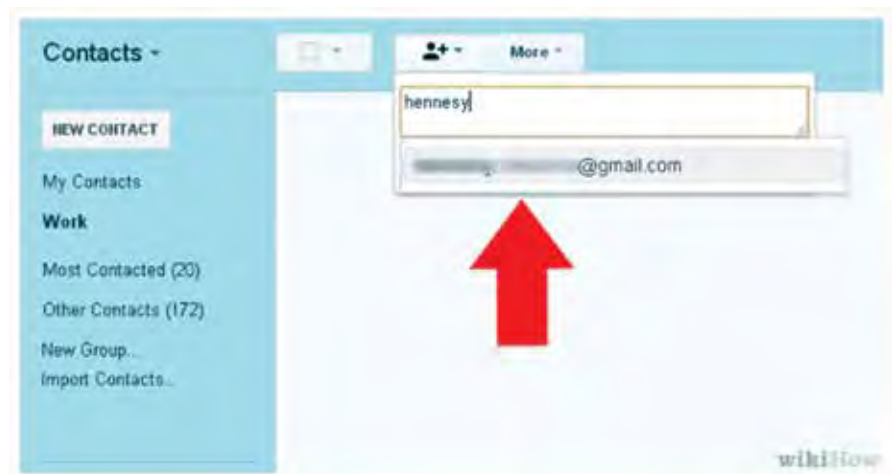 Contacts
More
hennesy
@gmail.com
NEW CONTACT
My Contacts
Work
Most Contacted (20)
Other Contacts (172)
New Group...
Import Contacts...
wikiHow